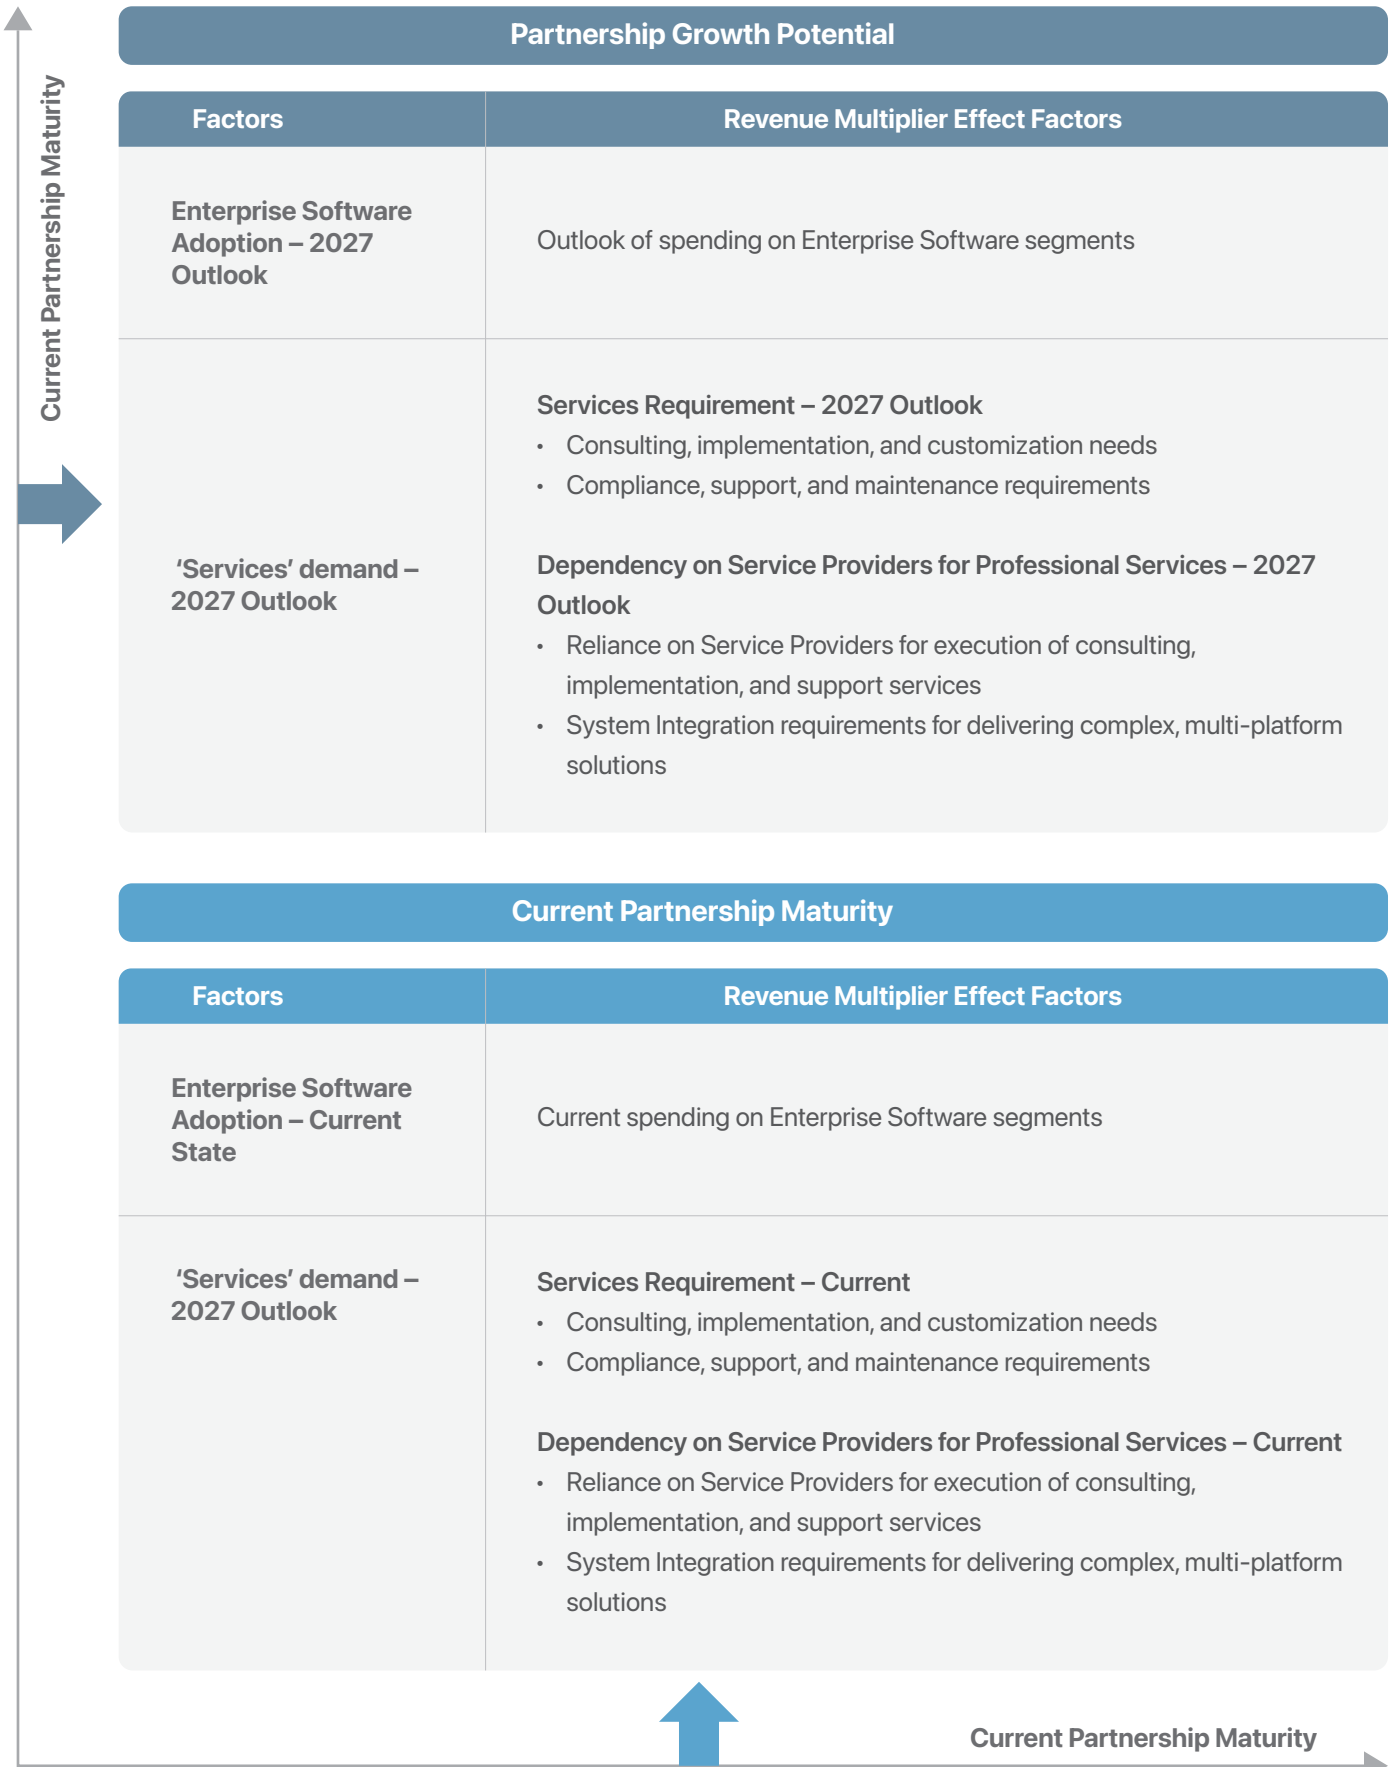 Current Partnership Maturity
Partnership Growth Potential
Factors
Revenue Multiplier Effect Factors
Enterprise Software
Adoption – 2027
Outlook
Outlook of spending on Enterprise Software segments
‘Services’ demand –
2027 Outlook
Services Requirement – 2027 Outlook
• Consulting, implementation, and customization needs
• Compliance, support, and maintenance requirements
Dependency on Service Providers for Professional Services – 2027
Outlook
• Reliance on Service Providers for execution of consulting,
implementation, and support services
• System Integration requirements for delivering complex, multi-platform
solutions
Current Partnership Maturity
Factors
Revenue Multiplier Effect Factors
Enterprise Software
Adoption – Current
State
Current spending on Enterprise Software segments
‘Services’ demand –
2027 Outlook
Services Requirement – Current
• Consulting, implementation, and customization needs
• Compliance, support, and maintenance requirements
Dependency on Service Providers for Professional Services – Current
• Reliance on Service Providers for execution of consulting,
implementation, and support services
• System Integration requirements for delivering complex, multi-platform
solutions
Current Partnership Maturity